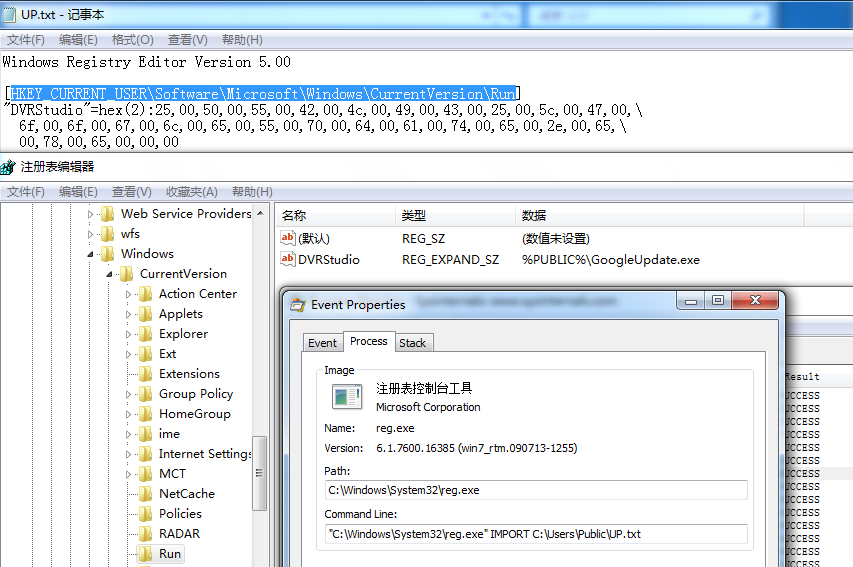 UP.txt - 记事本
文件(F) 编辑(E) 格式(O) 查看(V) 帮助(H)
Windows Registry Editor Version 5.00
[HKEY_CURRENT_USER\Software\Microsoft\Windows\CurrentVersion\Run]
"DVRStudio"=hex(2):25,00,50,00,55,00,42,00,4c,00,49,00,43,00,25,00,5c,00,47,00,\
6f,00,6f,00,67,00,6c,00,65,00,55,00,70,00,64,00,61,00,74,00,65,00,2e,00,65,\
00,78,00,65,00,00,00
注册表编辑器
文件(F) 编辑(E) 查看(V) 收藏夹(A) 帮助(H)
Web Service Providers
wfs
Windows
CurrentVersion
Action Center
Applets
Explorer
Ext
Extensions
Group Policy
HomeGroup
ime
Internet Settings
MCT
NetCache
Policies
RADAR
Run
名称 类型 数据
(默认) REG_SZ (数值未设置)
DVRStudio REG_EXPAND_SZ %PUBLIC%\GoogleUpdate.exe
Event Properties
Event Process Stack
Image
注册表控制台工具
Microsoft Corporation
Name: reg.exe
Version: 6.1.7600.16385 (win7_rtm.090713-1255)
Path:
C:\Windows\System32\reg.exe
Command Line:
"C:\Windows\System32\reg.exe" IMPORT C:\Users\Public\UP.txt
Result
UCCESS
UCCESS
UCCESS
UCCESS
UCCESS
UCCESS
UCCESS
UCCESS
UCCESS
UCCESS
UCCESS
UCCESS
UCCESS
UCCESS